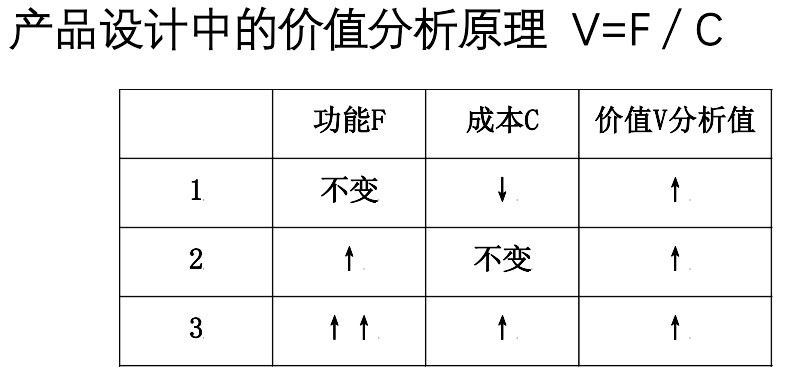 产品设计中的价值分析原理 V=F / C
功能F 成本C 价值V分析值
1 不变 ↓ ↑
2 ↑ 不变 ↑
3 ↑ ↑ ↑ ↑